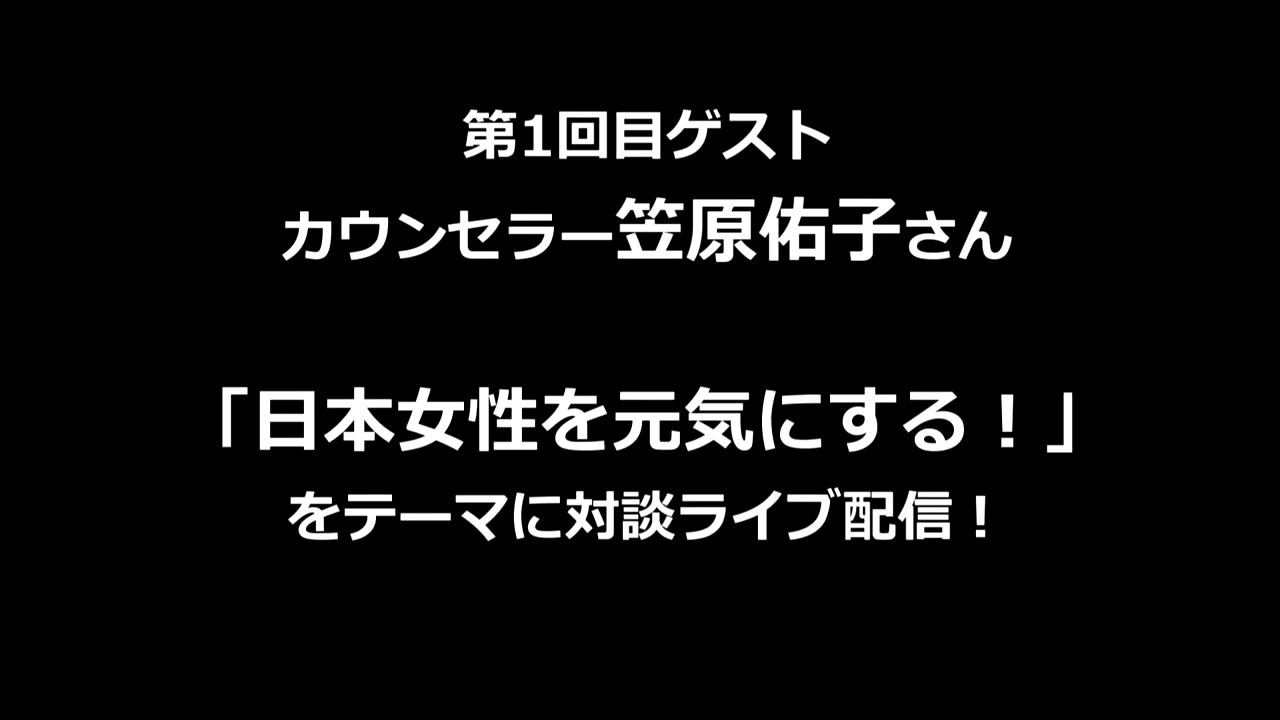 第1回目ゲスト
カウンセラー笠原佑子さん
「日本女性を元気にする！」
をテーマに対談ライブ配信！